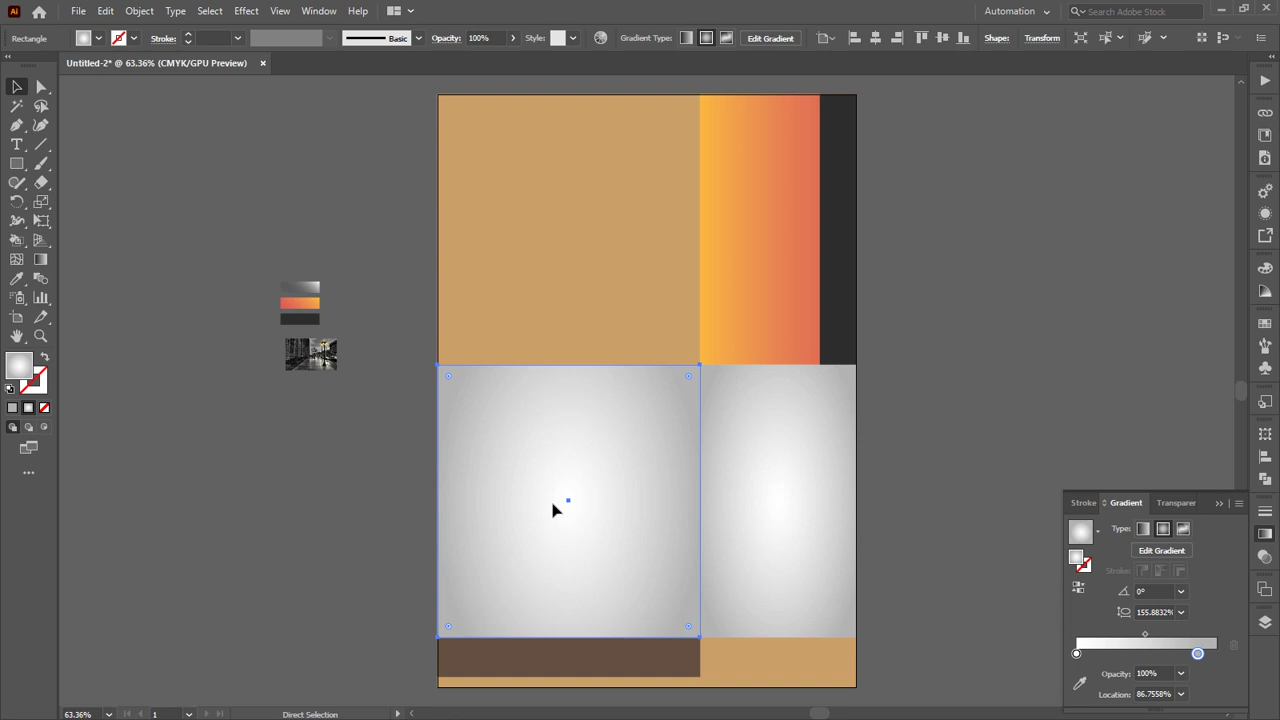 Ai File Edit Object Type Select Effect View Window Help Automation Search Adobe Stock
Rectangle Stroke: Basic Opacity: 100% Style: Gradient Type: Edit Gradient Shape: Transform
Untitled-2* @ 63.36% (CMYK/GPU Preview) ×
Stroke Gradient Transparer
Type:
Edit Gradient
Stroke:
0°
155.8832%
Opacity: 100%
Location: 86.7558%
63.36% 1 Direct Selection